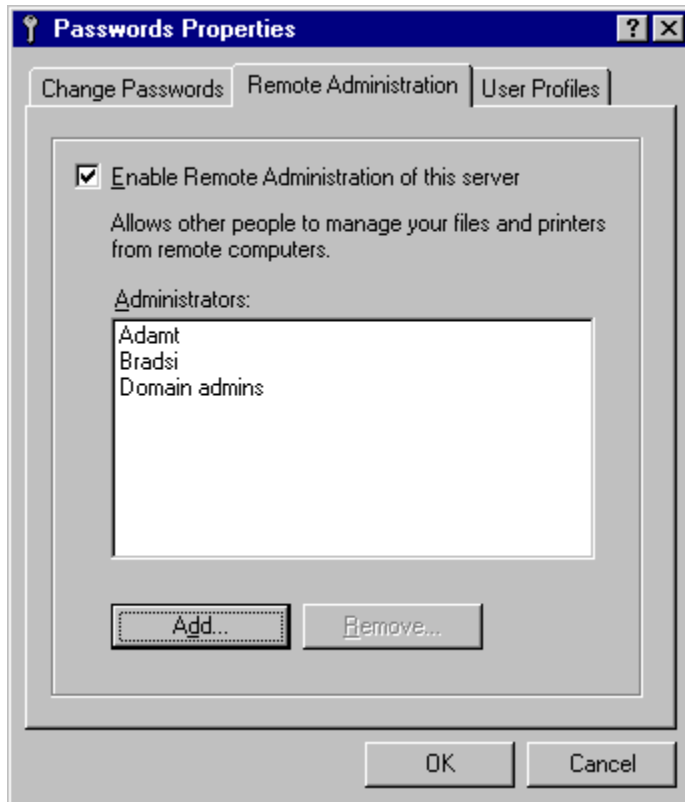 Passwords Properties
Change Passwords
Remote Administration
User Profiles
Enable Remote Administration of this server
Allows other people to manage your files and printers
from remote computers.
Administrators:
Adamt
Bradsi
Domain admins
Add...
Remove...
OK
Cancel